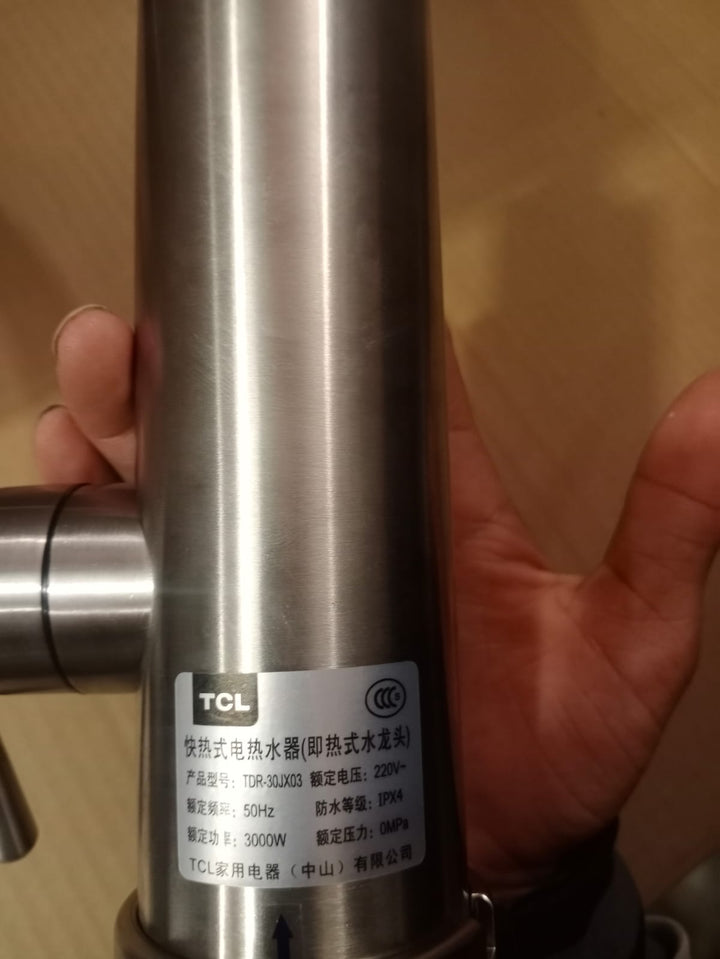 TCL
CCC S
快热式电热水器(即热式水龙头)
产品型号：TDR-30JX03 额定电压：220V~
额定频率：50Hz 防水等级：IPX4
额定功率：3000W 额定压力：0MPa
TCL家用电器（中山）有限公司